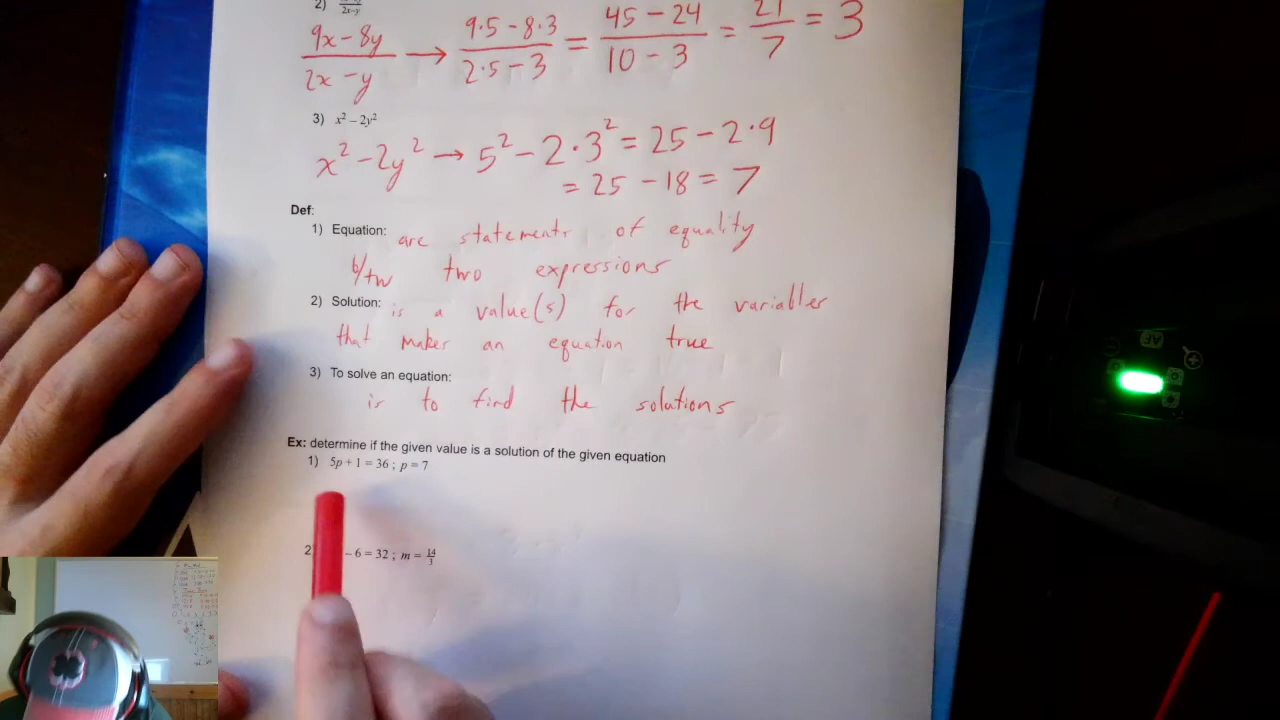 2)
2x-y
9x - 8y / 2x - y → 9·5 - 8·3 / 2·5 - 3 = 45 - 24 / 10 - 3 = 21 / 7 = 3
3) x² – 2y²
x² - 2y² → 5² - 2·3² = 25 - 2·9
= 25 - 18 = 7
Def:
1) Equation: are statements of equality
b/tw two expressions
2) Solution: is a value(s) for the variables
that makes an equation true
3) To solve an equation:
is to find the solutions
Ex: determine if the given value is a solution of the given equation
1) 5p + 1 = 36 ; p = 7
2 – 6 = 32 ; m = 14/3
AF